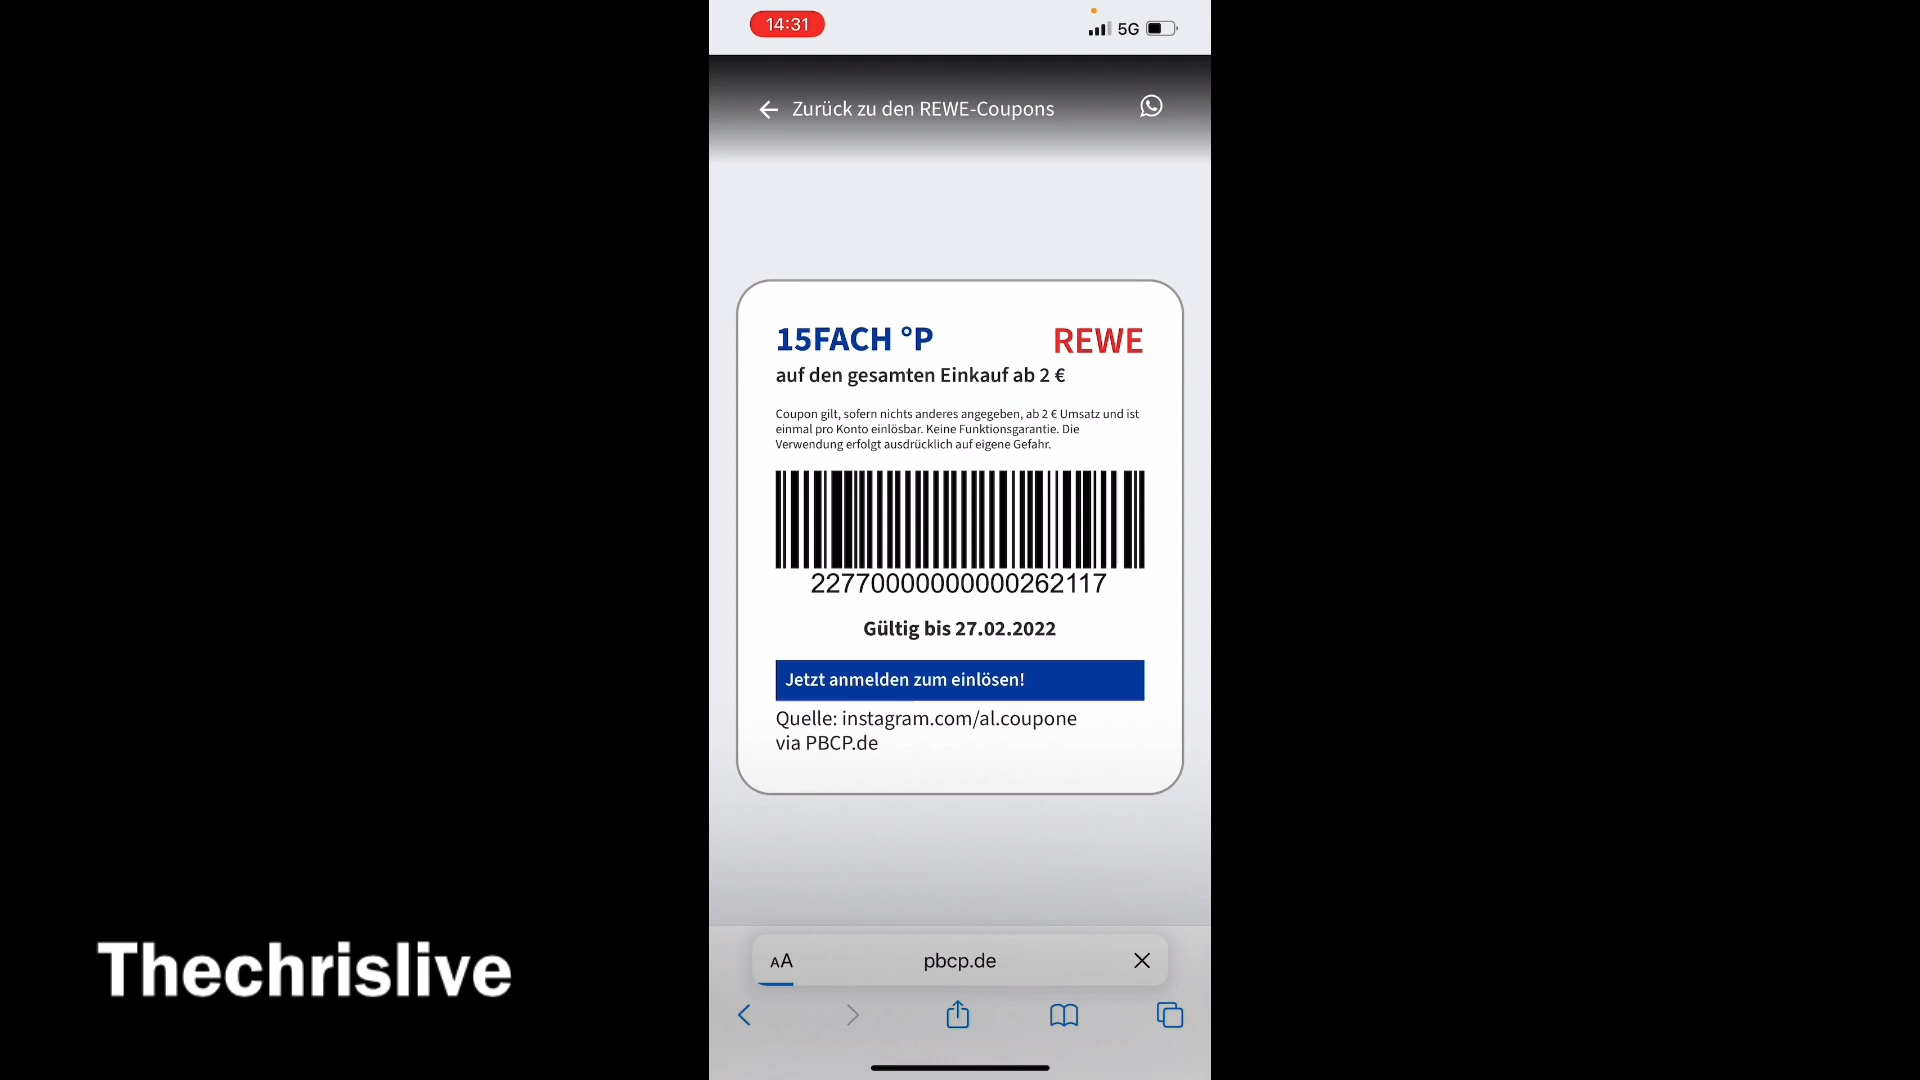 14:31
5G
Zurück zu den REWE-Coupons
15FACH °P
REWE
auf den gesamten Einkauf ab 2 €
Coupon gilt, sofern nichts anderes angegeben, ab 2 € Umsatz und ist
einmal pro Konto einlösbar. Keine Funktionsgarantie. Die
Verwendung erfolgt ausdrücklich auf eigene Gefahr.
22770000000000262117
Gültig bis 27.02.2022
Jetzt anmelden zum einlösen!
Quelle: instagram.com/al.coupone
via PBCP.de
AA
pbcp.de
Thechrislive